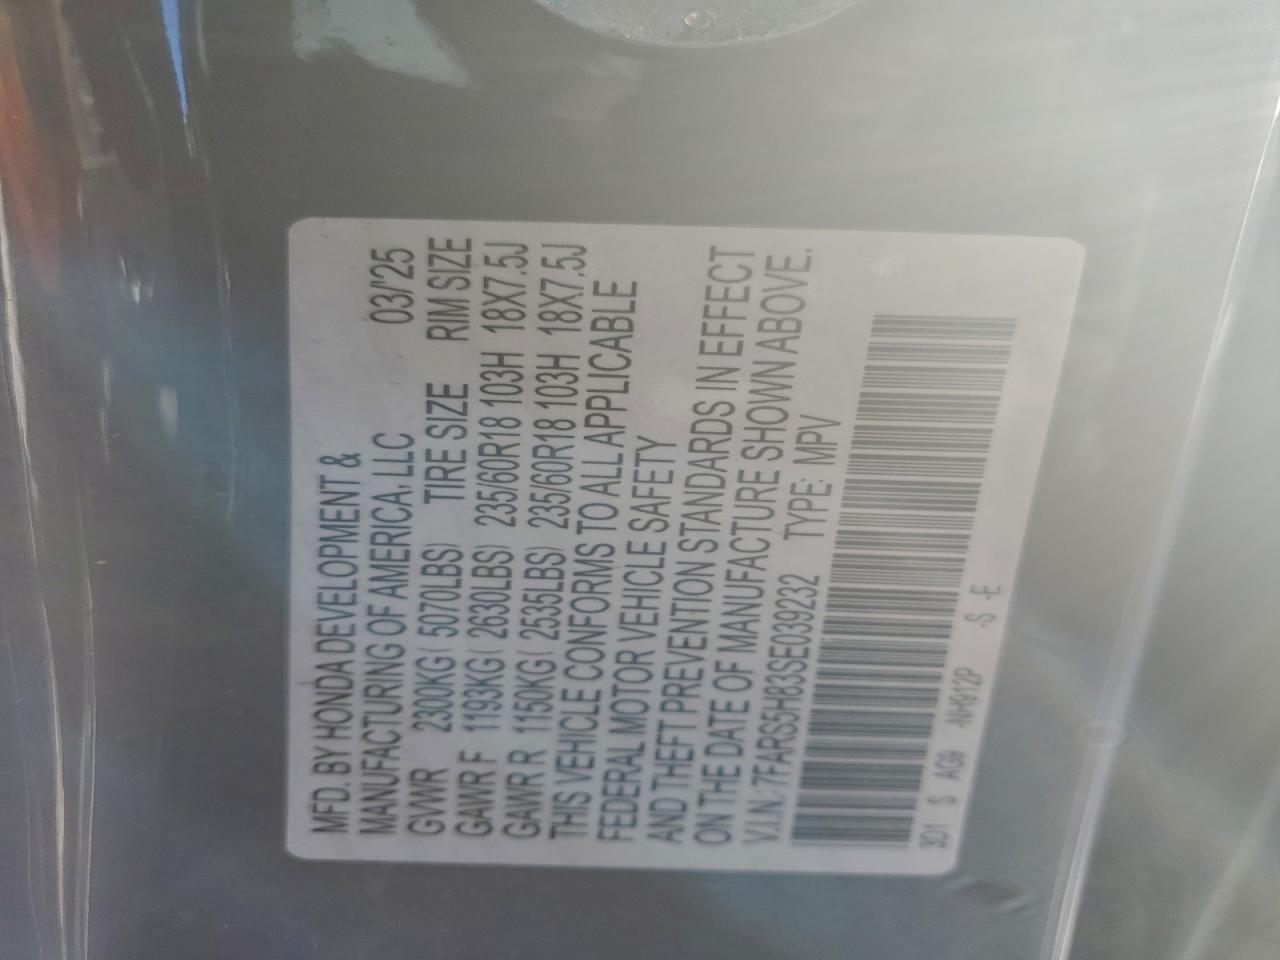 MFD. BY HONDA DEVELOPMENT &
MANUFACTURING OF AMERICA, LLC 03/'25
GVWR 2300KG( 5070LBS) TIRE SIZE RIM SIZE
GAWR F 1193KG( 2630LBS) 235/60R18 103H 18X7.5J
GAWR R 1150KG( 2535LBS) 235/60R18 103H 18X7.5J
THIS VEHICLE CONFORMS TO ALL APPLICABLE
FEDERAL MOTOR VEHICLE SAFETY
AND THEFT PREVENTION STANDARDS IN EFFECT
ON THE DATE OF MANUFACTURE SHOWN ABOVE.
V.I.N.:7FARS5H83SE039232 TYPE: MPV
3D1 S AG9 -NH912P -S -E